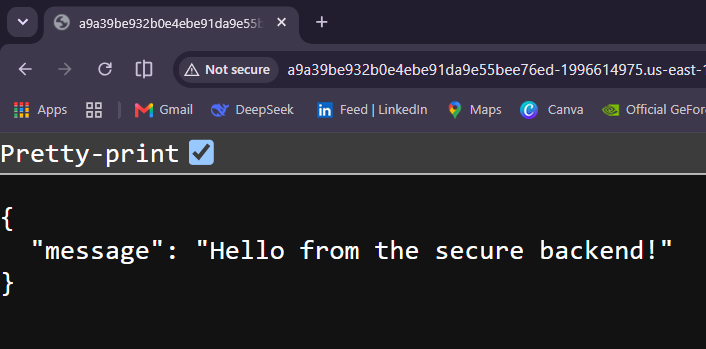 a9a39be932b0e4ebe91da9e55b
Not secure a9a39be932b0e4ebe91da9e55bee76ed-1996614975.us-east-1
Apps Gmail DeepSeek Feed | LinkedIn Maps Canva Official GeFor
Pretty-print
{
"message": "Hello from the secure backend!"
}